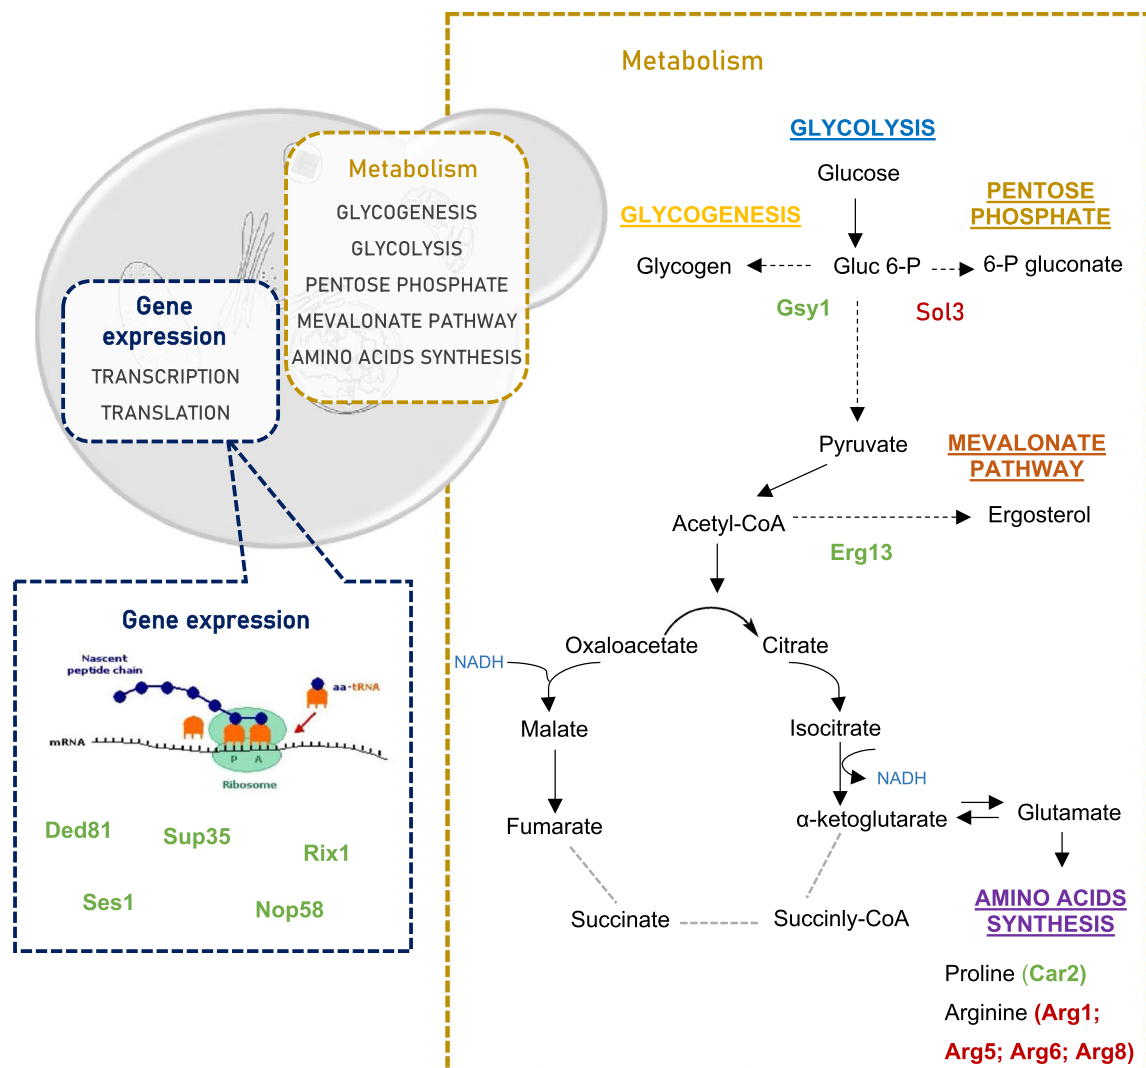 Metabolism
GLYCOGENESIS
GLYCOLYSIS
PENTOSE PHOSPHATE
MEVALONATE PATHWAY
AMINO ACIDS SYNTHESIS
Gene
expression
TRANSCRIPTION
TRANSLATION
Gene expression
Nascent
peptide chain
aa-tRNA
mRNA
P A
Ribosome
Ded81
Sup35
Rix1
Ses1
Nop58
Metabolism
GLYCOLYSIS
Glucose
GLYCOGENESIS
PENTOSE
PHOSPHATE
Glycogen
Gluc 6-P
6-P gluconate
Gsy1
Sol3
Pyruvate
MEVALONATE
PATHWAY
Acetyl-CoA
Ergosterol
Erg13
Oxaloacetate
Citrate
NADH
Malate
Isocitrate
NADH
Fumarate
α-ketoglutarate
Glutamate
Succinate
Succinly-CoA
AMINO ACIDS
SYNTHESIS
Proline (Car2)
Arginine (Arg1;
Arg5; Arg6; Arg8)